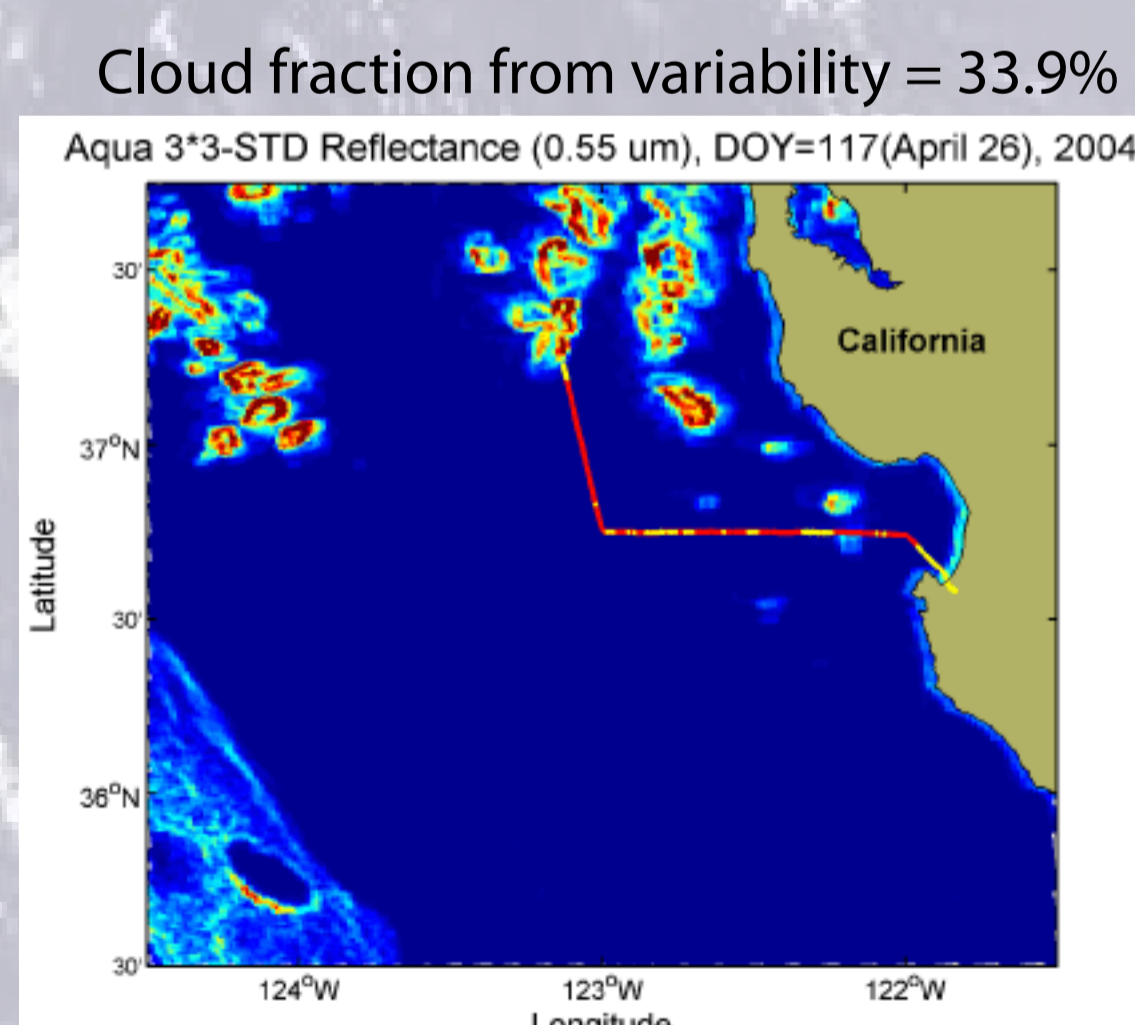 Cloud fraction from variability = 33.9%
Aqua 3*3-STD Reflectance (0.55 um), DOY=117(April 26), 2004
30'
California
37°N
Latitude
30'
36°N
30'
124°W 123°W 122°W
Longitude